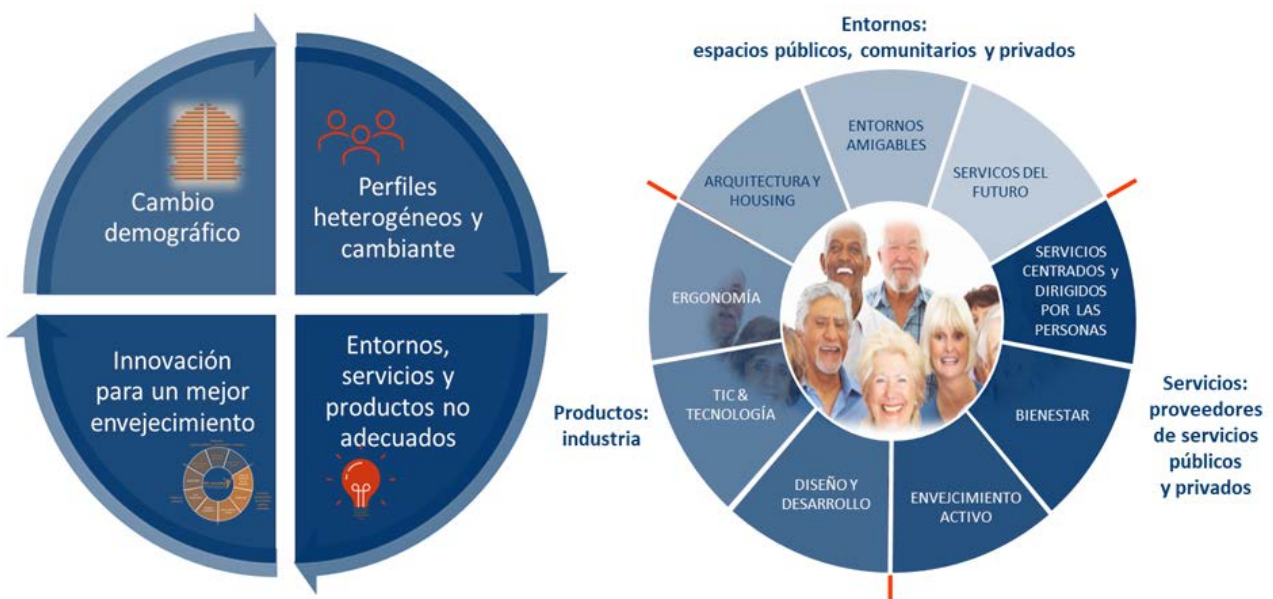 Cambio
demográfico
Perfiles
heterogéneos y
cambiante
Innovación
para un mejor
envejecimiento
Entornos,
servicios y
productos no
adecuados
Entornos:
espacios públicos, comunitarios y privados
ENTORNOS
AMIGABLES
ARQUITECTURA Y
HOUSING
SERVICOS DEL
FUTURO
ERGONOMÍA
SERVICIOS
CENTRADOS y
DIRIGIDOS
POR LAS
PERSONAS
TIC &
TECNOLOGÍA
BIENESTAR
DISEÑO Y
DESARROLLO
ENVEJCIMIENTO
ACTIVO
Productos:
industria
Servicios:
proveedores
de servicios
públicos
y privados